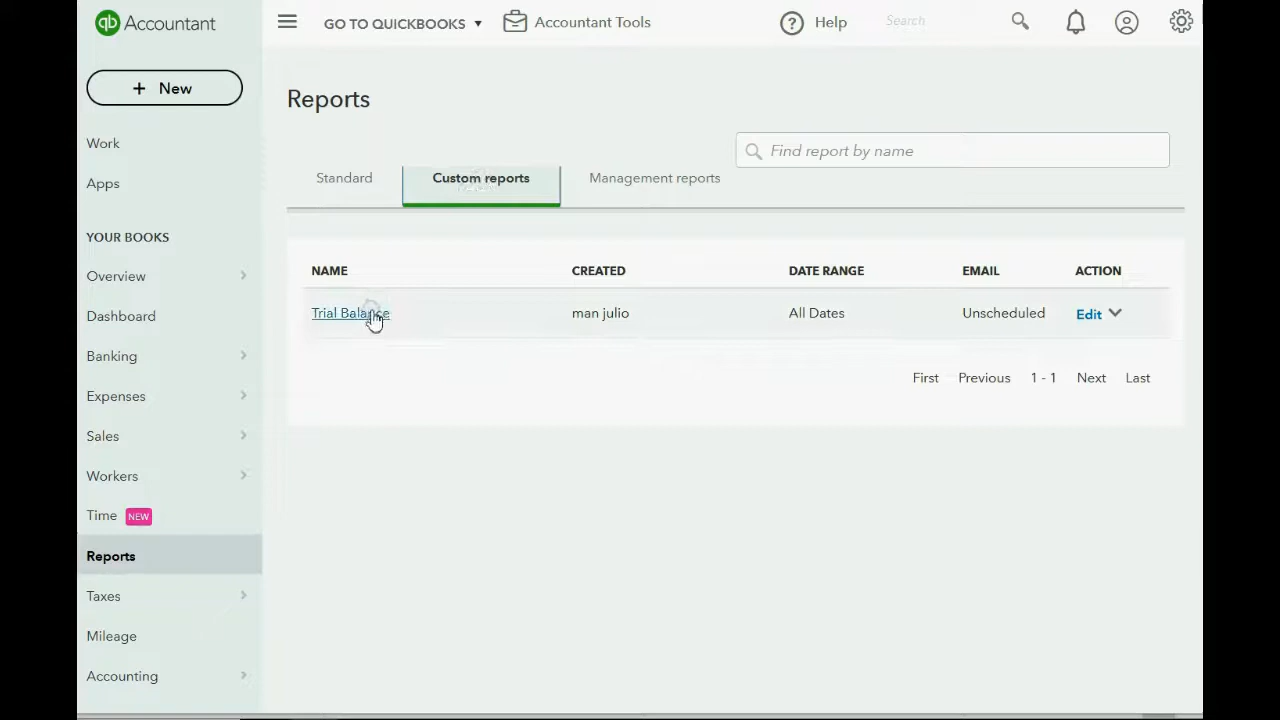 qb Accountant
GO TO QUICKBOOKS
Accountant Tools
Help
Search
+ New
Work
Apps
YOUR BOOKS
Overview
Dashboard
Banking
Expenses
Sales
Workers
Time NEW
Reports
Taxes
Mileage
Accounting
Reports
Find report by name
Standard Custom reports Management reports
NAME CREATED DATE RANGE EMAIL ACTION
Trial Balance man julio All Dates Unscheduled Edit
First Previous 1 - 1 Next Last